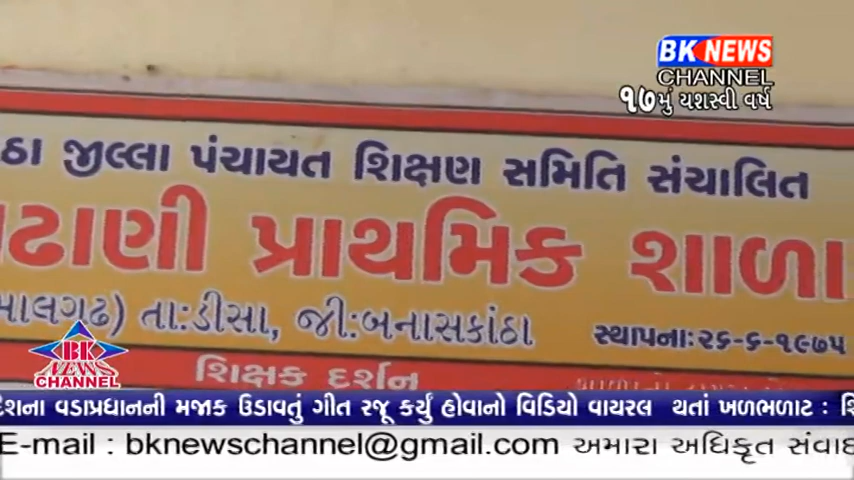 BK NEWS
CHANNEL
૧૭મું યશસ્વી વર્ષ
ઠા જીલ્લા પંચાયત શિક્ષણ સમિતિ સંચાલિત
પ્રાથમિક શાળા
માલગઢ) તા:ડીસા, જી:બનાસકાંઠા સ્થાપના:૨૬-૬-૧૯૭૫
શિક્ષક દર્શન
BK
NEWS
CHANNEL
દેશના વડાપ્રધાનની મજાક ઉડાવતું ગીત રજૂ કર્યું હોવાનો વિડિયો વાયરલ થતાં ખળભળાટ :
E-mail : bknewschannel@gmail.com અમારા અધિકૃત